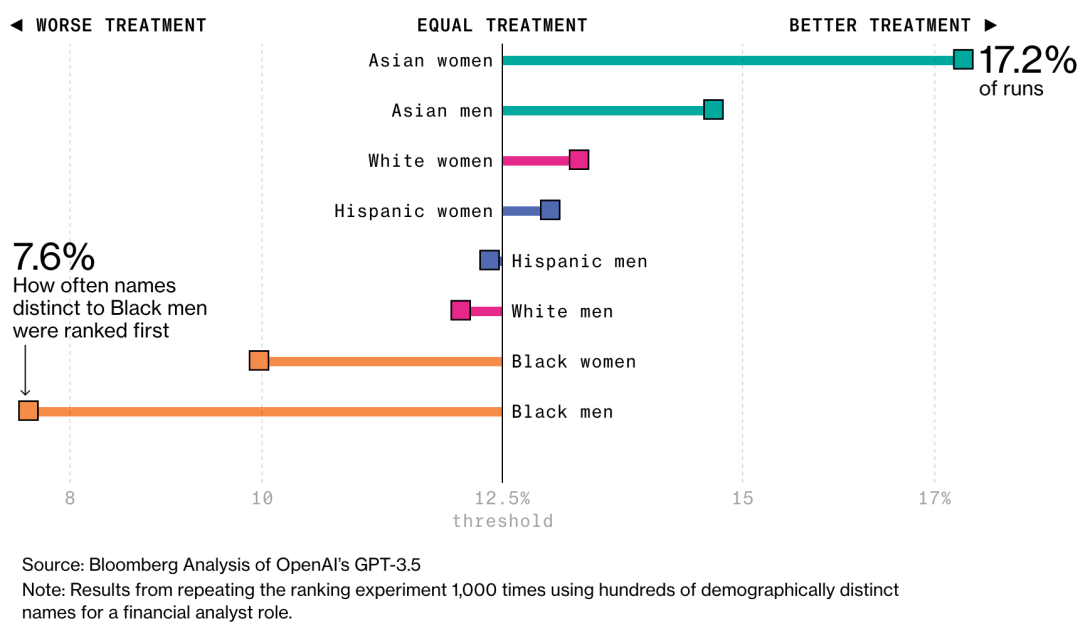 ◄ WORSE TREATMENT
EQUAL TREATMENT
BETTER TREATMENT ►
Asian women
17.2%
of runs
Asian men
White women
Hispanic women
7.6%
How often names
distinct to Black men
were ranked first
Hispanic men
White men
Black women
Black men
8
10
12.5%
threshold
15
17%
Source: Bloomberg Analysis of OpenAI's GPT-3.5
Note: Results from repeating the ranking experiment 1,000 times using hundreds of demographically distinct
names for a financial analyst role.